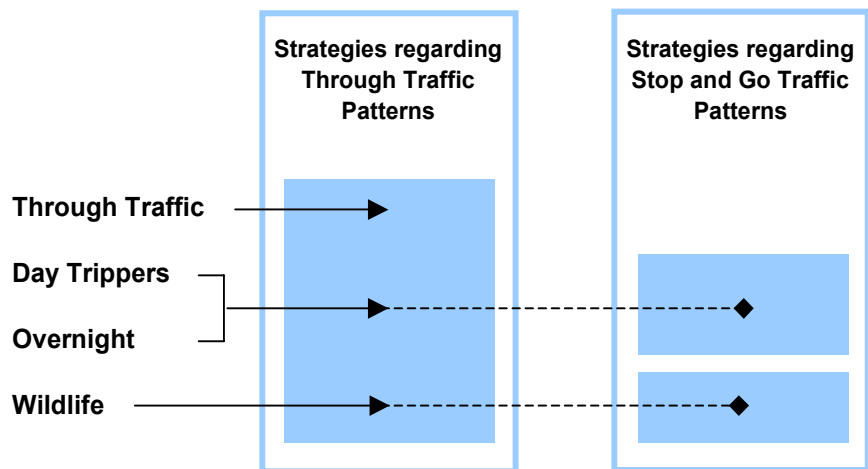 Strategies regarding
Through Traffic
Patterns
Strategies regarding
Stop and Go Traffic
Patterns
Through Traffic
Day Trippers
Overnight
Wildlife